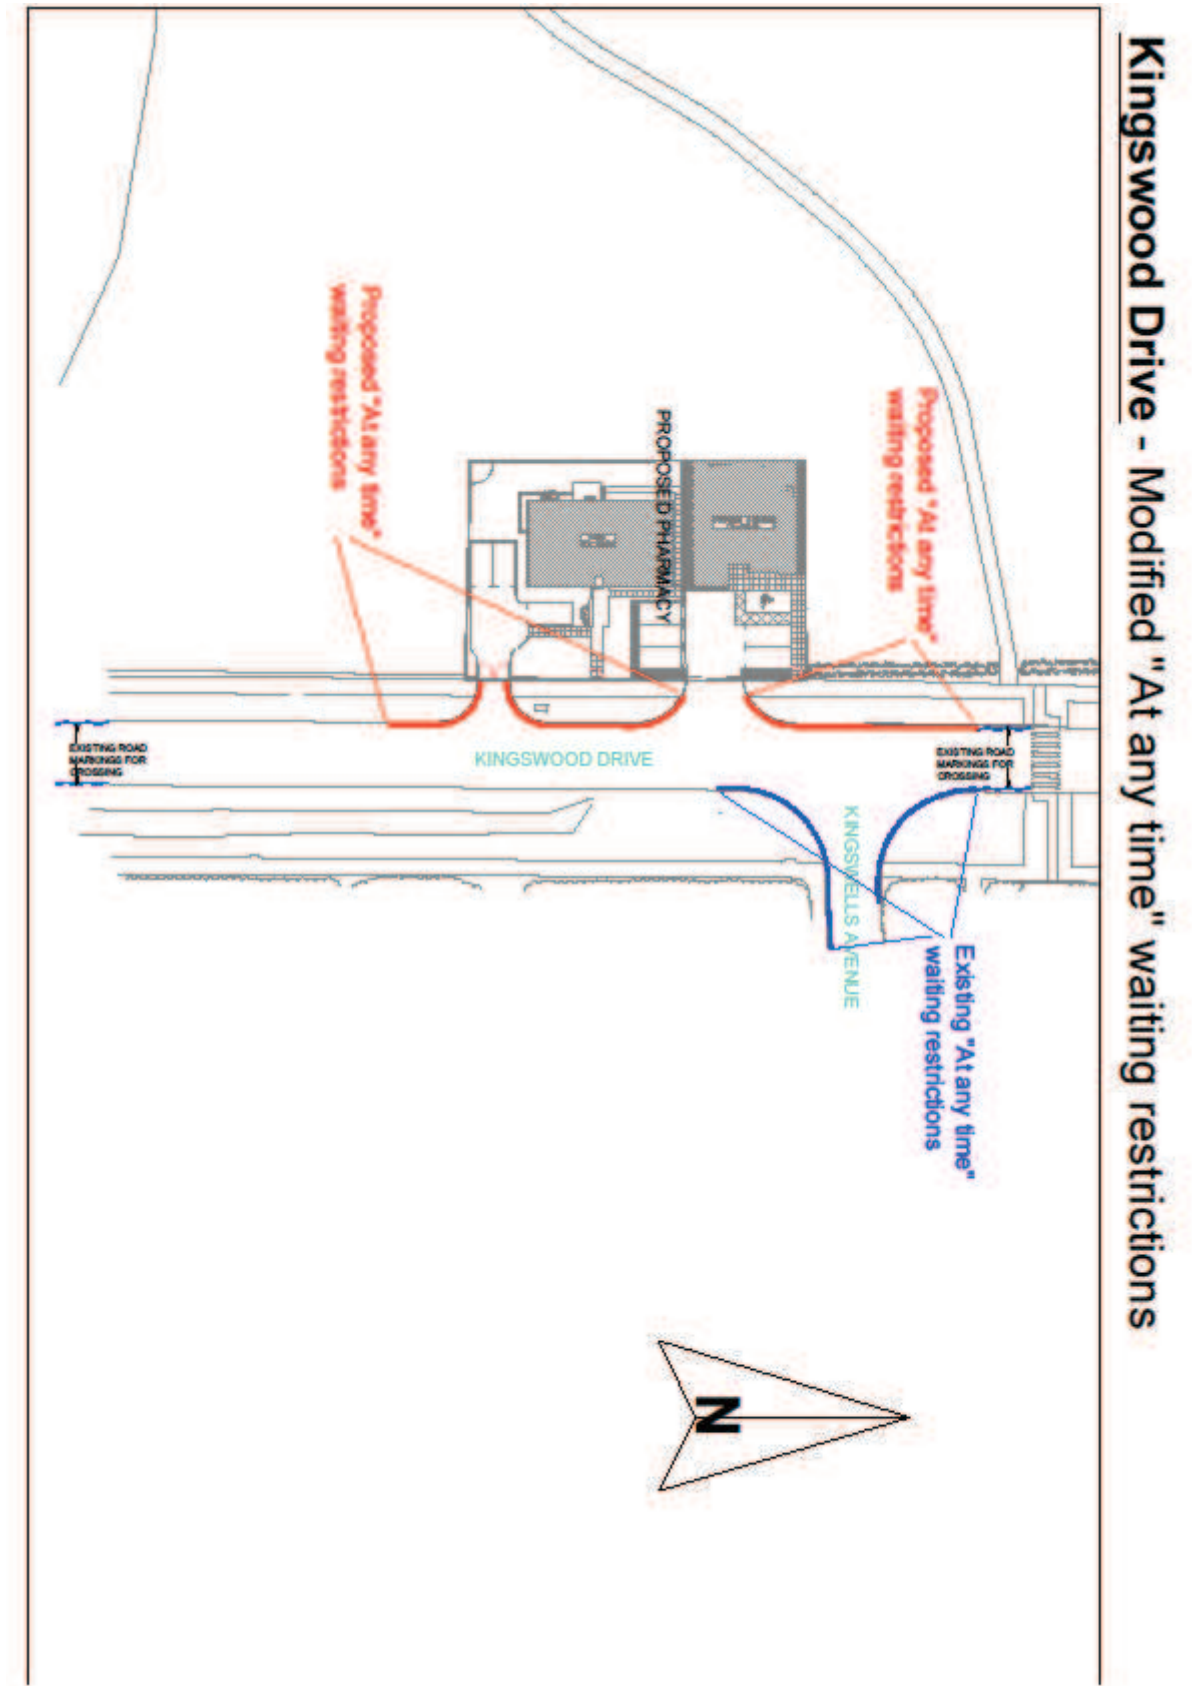 Kingswood Drive - Modified "At any time" waiting restrictions
Proposed "At any time"
waiting restrictions
Proposed "At any time"
waiting restrictions
PROPOSED PHARMACY
EXISTING ROAD
MARKINGS FOR
CROSSING
KINGSWOOD DRIVE
EXISTING ROAD
MARKINGS FOR
CROSSING
KINGSWELLS AVENUE
Existing "At any time"
waiting restrictions
N